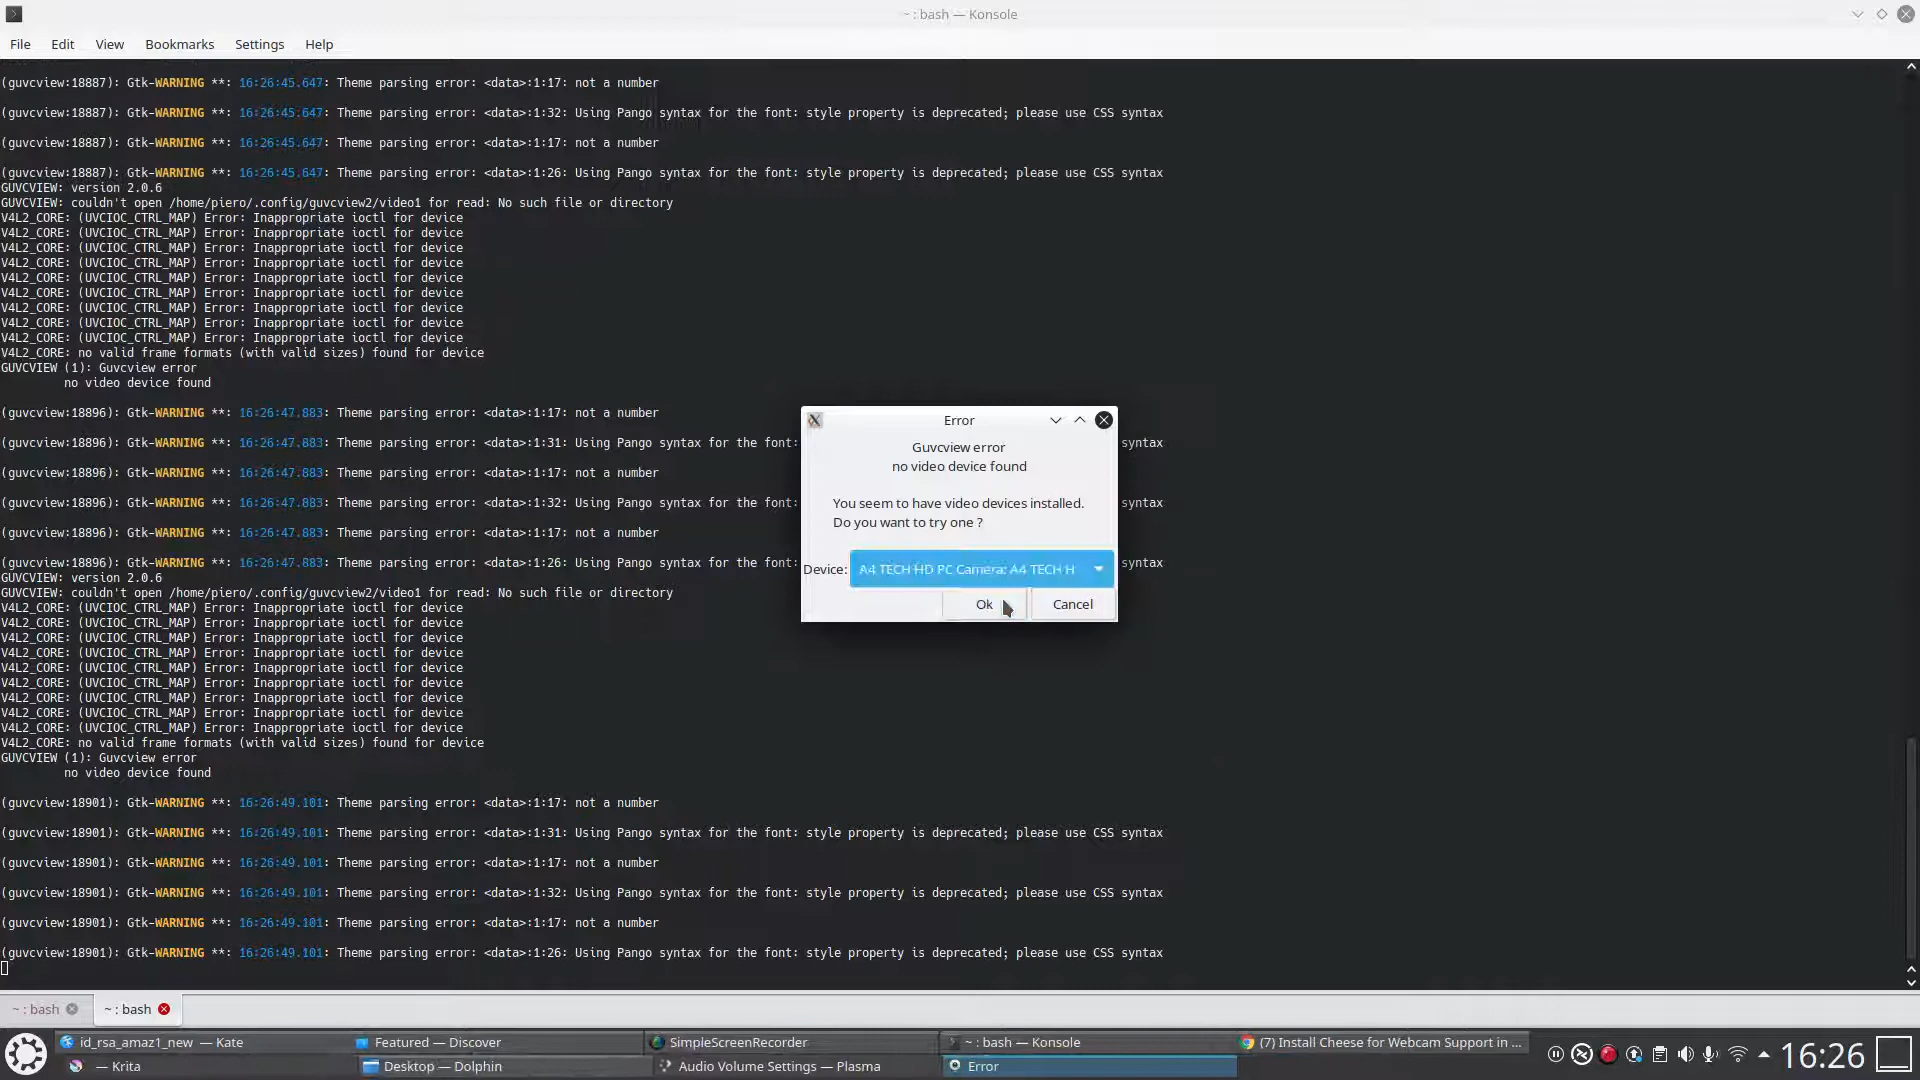 ~ : bash — Konsole
File Edit View Bookmarks Settings Help
(guvcview:18887): Gtk-WARNING **: 16:26:45.647: Theme parsing error: <data>:1:17: not a number
(guvcview:18887): Gtk-WARNING **: 16:26:45.647: Theme parsing error: <data>:1:32: Using Pango syntax for the font: style property is deprecated; please use CSS syntax
(guvcview:18887): Gtk-WARNING **: 16:26:45.647: Theme parsing error: <data>:1:17: not a number
(guvcview:18887): Gtk-WARNING **: 16:26:45.647: Theme parsing error: <data>:1:26: Using Pango syntax for the font: style property is deprecated; please use CSS syntax
GUVCVIEW: version 2.0.6
GUVCVIEW: couldn't open /home/piero/.config/guvcview2/video1 for read: No such file or directory
V4L2_CORE: (UVCIOC_CTRL_MAP) Error: Inappropriate ioctl for device
V4L2_CORE: (UVCIOC_CTRL_MAP) Error: Inappropriate ioctl for device
V4L2_CORE: (UVCIOC_CTRL_MAP) Error: Inappropriate ioctl for device
V4L2_CORE: (UVCIOC_CTRL_MAP) Error: Inappropriate ioctl for device
V4L2_CORE: (UVCIOC_CTRL_MAP) Error: Inappropriate ioctl for device
V4L2_CORE: (UVCIOC_CTRL_MAP) Error: Inappropriate ioctl for device
V4L2_CORE: (UVCIOC_CTRL_MAP) Error: Inappropriate ioctl for device
V4L2_CORE: (UVCIOC_CTRL_MAP) Error: Inappropriate ioctl for device
V4L2_CORE: (UVCIOC_CTRL_MAP) Error: Inappropriate ioctl for device
V4L2_CORE: no valid frame formats (with valid sizes) found for device
GUVCVIEW (1): Guvcview error
no video device found
(guvcview:18896): Gtk-WARNING **: 16:26:47.883: Theme parsing error: <data>:1:17: not a number
(guvcview:18896): Gtk-WARNING **: 16:26:47.883: Theme parsing error: <data>:1:31: Using Pango syntax for the font: syntax
(guvcview:18896): Gtk-WARNING **: 16:26:47.883: Theme parsing error: <data>:1:17: not a number
(guvcview:18896): Gtk-WARNING **: 16:26:47.883: Theme parsing error: <data>:1:32: Using Pango syntax for the font: syntax
(guvcview:18896): Gtk-WARNING **: 16:26:47.883: Theme parsing error: <data>:1:17: not a number
(guvcview:18896): Gtk-WARNING **: 16:26:47.883: Theme parsing error: <data>:1:26: Using Pango syntax for the font: syntax
GUVCVIEW: version 2.0.6
GUVCVIEW: couldn't open /home/piero/.config/guvcview2/video1 for read: No such file or directory
V4L2_CORE: (UVCIOC_CTRL_MAP) Error: Inappropriate ioctl for device
V4L2_CORE: (UVCIOC_CTRL_MAP) Error: Inappropriate ioctl for device
V4L2_CORE: (UVCIOC_CTRL_MAP) Error: Inappropriate ioctl for device
V4L2_CORE: (UVCIOC_CTRL_MAP) Error: Inappropriate ioctl for device
V4L2_CORE: (UVCIOC_CTRL_MAP) Error: Inappropriate ioctl for device
V4L2_CORE: (UVCIOC_CTRL_MAP) Error: Inappropriate ioctl for device
V4L2_CORE: (UVCIOC_CTRL_MAP) Error: Inappropriate ioctl for device
V4L2_CORE: (UVCIOC_CTRL_MAP) Error: Inappropriate ioctl for device
V4L2_CORE: (UVCIOC_CTRL_MAP) Error: Inappropriate ioctl for device
V4L2_CORE: no valid frame formats (with valid sizes) found for device
GUVCVIEW (1): Guvcview error
no video device found
(guvcview:18901): Gtk-WARNING **: 16:26:49.101: Theme parsing error: <data>:1:17: not a number
(guvcview:18901): Gtk-WARNING **: 16:26:49.101: Theme parsing error: <data>:1:31: Using Pango syntax for the font: style property is deprecated; please use CSS syntax
(guvcview:18901): Gtk-WARNING **: 16:26:49.101: Theme parsing error: <data>:1:17: not a number
(guvcview:18901): Gtk-WARNING **: 16:26:49.101: Theme parsing error: <data>:1:32: Using Pango syntax for the font: style property is deprecated; please use CSS syntax
(guvcview:18901): Gtk-WARNING **: 16:26:49.101: Theme parsing error: <data>:1:17: not a number
(guvcview:18901): Gtk-WARNING **: 16:26:49.101: Theme parsing error: <data>:1:26: Using Pango syntax for the font: style property is deprecated; please use CSS syntax
Error
Guvcview error
no video device found
You seem to have video devices installed.
Do you want to try one ?
Device: A4 TECH HD PC Camera: A4 TECH H
Ok Cancel
~ : bash ~ : bash
id_rsa_amaz1_new — Kate Featured — Discover SimpleScreenRecorder ~ : bash — Konsole (7) Install Cheese for Webcam Support in ...
— Krita Desktop — Dolphin Audio Volume Settings — Plasma Error
16:26